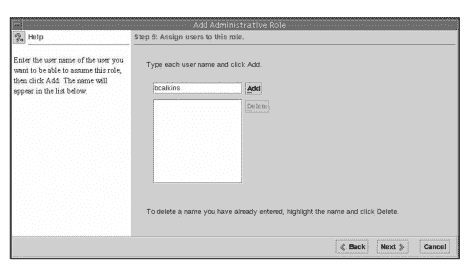 Add Administrative Role
Help
Enter the user name of the user you
want to be able to assume this role,
then click Add. The name will
appear in the list below.
Step 5: Assign users to this role.
Type each user name and click Add.
bcalkins
Add
Delete
To delete a name you have already entered, highlight the name and click Delete.
Back
Next
Cancel